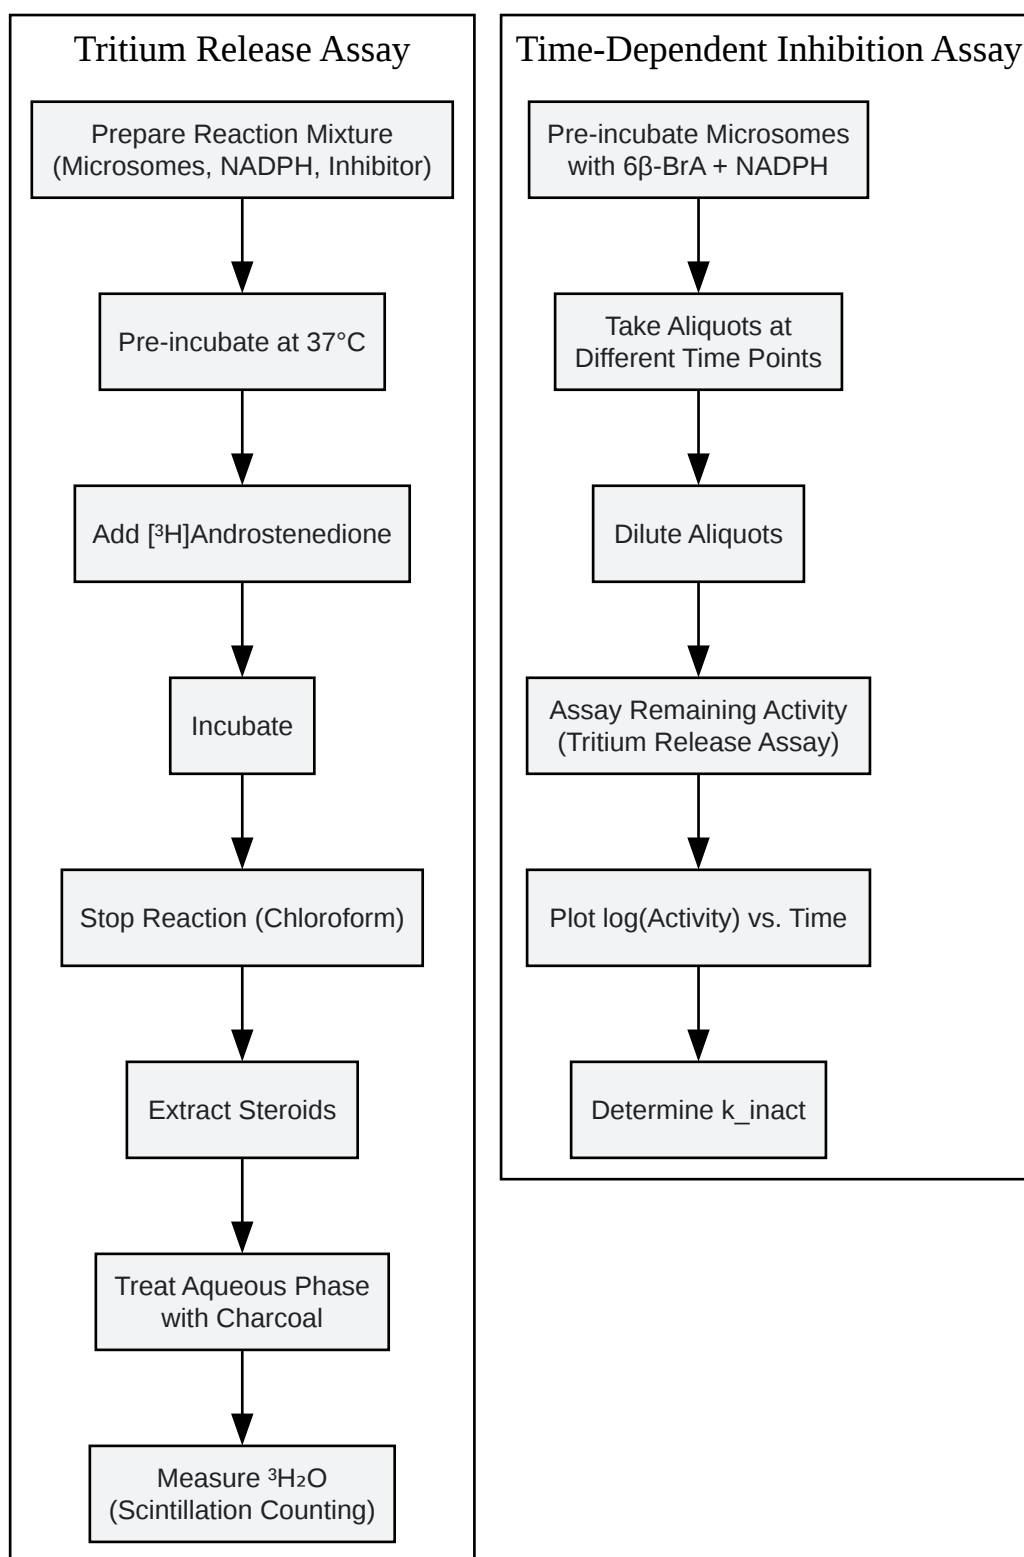 Tritium Release Assay
Prepare Reaction Mixture
(Microsomes, NADPH, Inhibitor)
Pre-incubate at 37°C
Add [³H]Androstenedione
Incubate
Stop Reaction (Chloroform)
Extract Steroids
Treat Aqueous Phase
with Charcoal
Measure ³H₂O
(Scintillation Counting)
Time-Dependent Inhibition Assay
Pre-incubate Microsomes
with 6β-BrA + NADPH
Take Aliquots at
Different Time Points
Dilute Aliquots
Assay Remaining Activity
(Tritium Release Assay)
Plot log(Activity) vs. Time
Determine k_inact